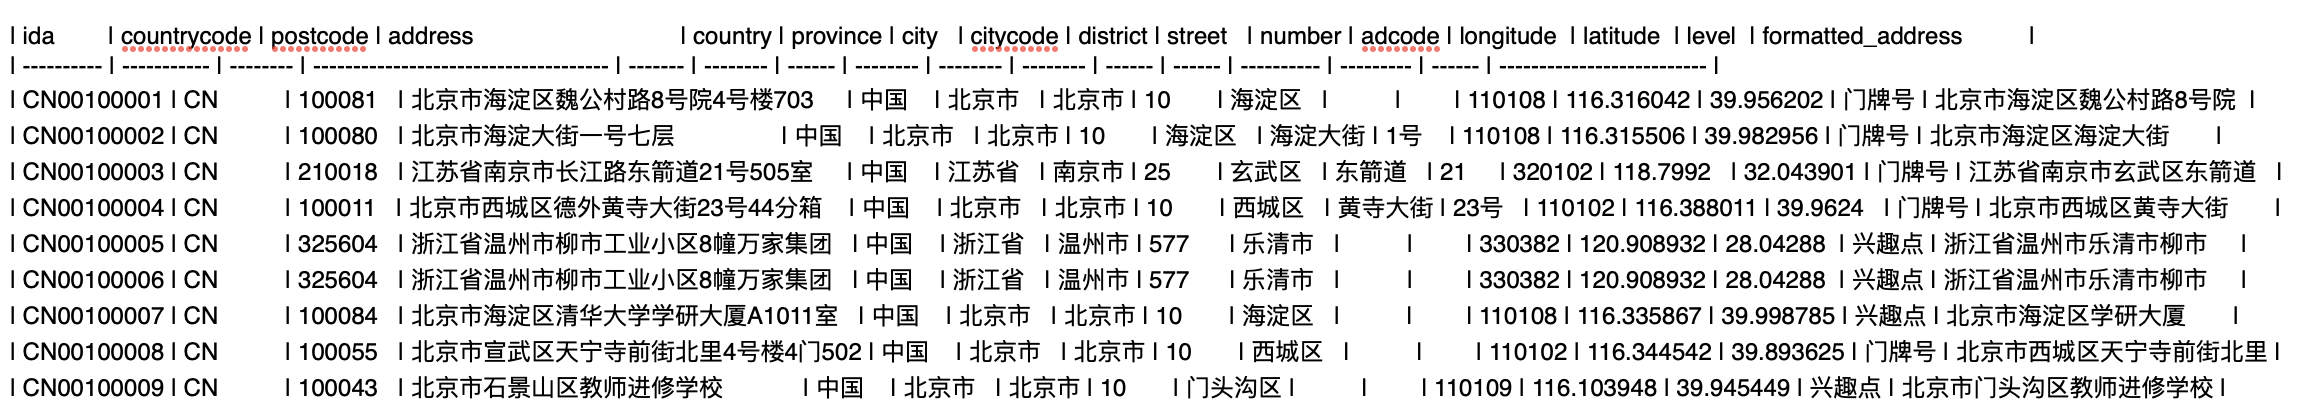 | ida | countrycode | postcode | address | country | province | city | citycode | district | street | number | adcode | longitude | latitude | level | formatted_address |
| ---------- | ----------- | -------- | ------------------------------------ | ------- | -------- | ------ | -------- | -------- | -------- | ------ | ------ | ---------- | --------- | ------ | ------------------------- |
| CN00100001 | CN | 100081 | 北京市海淀区魏公村路8号院4号楼703 | 中国 | 北京市 | 北京市 | 10 | 海淀区 | | | 110108 | 116.316042 | 39.956202 | 门牌号 | 北京市海淀区魏公村路8号院 |
| CN00100002 | CN | 100080 | 北京市海淀大街一号七层 | 中国 | 北京市 | 北京市 | 10 | 海淀区 | 海淀大街 | 1号 | 110108 | 116.315506 | 39.982956 | 门牌号 | 北京市海淀区海淀大街 |
| CN00100003 | CN | 210018 | 江苏省南京市长江路东箭道21号505室 | 中国 | 江苏省 | 南京市 | 25 | 玄武区 | 东箭道 | 21 | 320102 | 118.7992 | 32.043901 | 门牌号 | 江苏省南京市玄武区东箭道 |
| CN00100004 | CN | 100011 | 北京市西城区德外黄寺大街23号44分箱 | 中国 | 北京市 | 北京市 | 10 | 西城区 | 黄寺大街 | 23号 | 110102 | 116.388011 | 39.9624 | 门牌号 | 北京市西城区黄寺大街 |
| CN00100005 | CN | 325604 | 浙江省温州市柳市工业小区8幢万家集团 | 中国 | 浙江省 | 温州市 | 577 | 乐清市 | | | 330382 | 120.908932 | 28.04288 | 兴趣点 | 浙江省温州市乐清市柳市 |
| CN00100006 | CN | 325604 | 浙江省温州市柳市工业小区8幢万家集团 | 中国 | 浙江省 | 温州市 | 577 | 乐清市 | | | 330382 | 120.908932 | 28.04288 | 兴趣点 | 浙江省温州市乐清市柳市 |
| CN00100007 | CN | 100084 | 北京市海淀区清华大学学研大厦A1011室 | 中国 | 北京市 | 北京市 | 10 | 海淀区 | | | 110108 | 116.335867 | 39.998785 | 兴趣点 | 北京市海淀区学研大厦 |
| CN00100008 | CN | 100055 | 北京市宣武区天宁寺前街北里4号楼4门502 | 中国 | 北京市 | 北京市 | 10 | 西城区 | | | 110102 | 116.344542 | 39.893625 | 门牌号 | 北京市西城区天宁寺前街北里 |
| CN00100009 | CN | 100043 | 北京市石景山区教师进修学校 | 中国 | 北京市 | 北京市 | 10 | 门头沟区 | | | 110109 | 116.103948 | 39.945449 | 兴趣点 | 北京市门头沟区教师进修学校 |